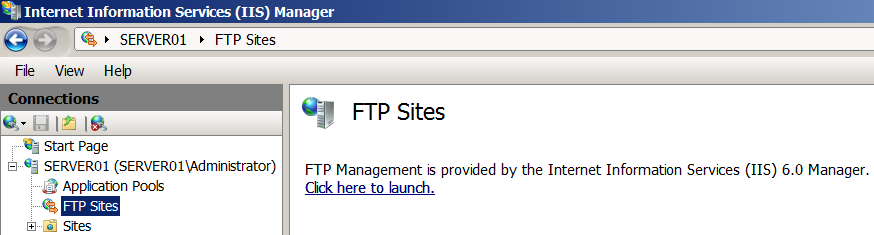 Internet Information Services (IIS) Manager
SERVER01 FTP Sites
File View Help
Connections
Start Page
SERVER01 (SERVER01\Administrator)
Application Pools
FTP Sites
Sites
FTP Sites
FTP Management is provided by the Internet Information Services (IIS) 6.0 Manager.
Click here to launch.